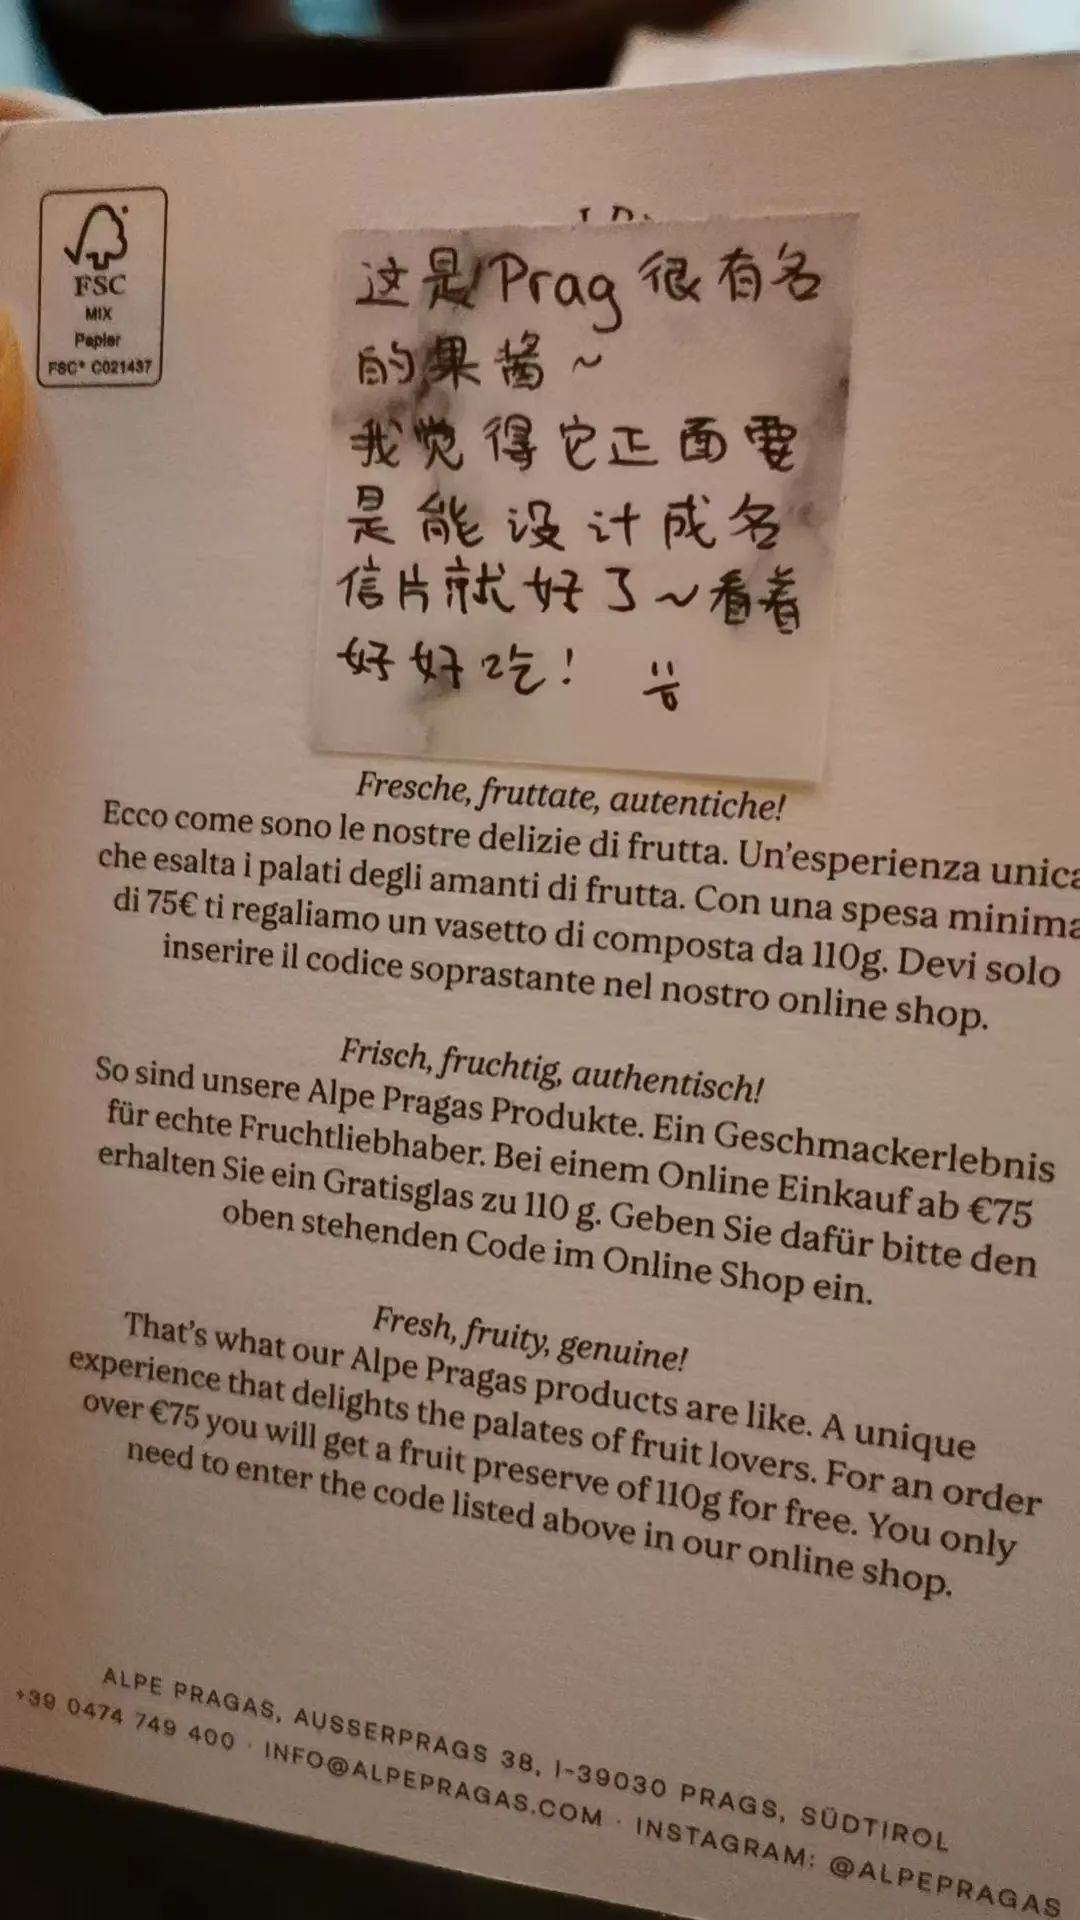 FSC
MIX
Papier
FSC® C021437
这是Prag很有名
的果酱~
我觉得它正面要
是能设计成名
信片就好了~看着
好好吃!
Fresche, fruttate, autentiche!
Ecco come sono le nostre delizie di frutta. Un'esperienza unica
che esalta i palati degli amanti di frutta. Con una spesa minima
di 75€ ti regaliamo un vasetto di composta da 110g. Devi solo
inserire il codice soprastante nel nostro online shop.
Frisch, fruchtig, authentisch!
So sind unsere Alpe Pragas Produkte. Ein Geschmackerlebnis
für echte Fruchtliebhaber. Bei einem Online Einkauf ab €75
erhalten Sie ein Gratisglas zu 110 g. Geben Sie dafür bitte den
oben stehenden Code im Online Shop ein.
Fresh, fruity, genuine!
That's what our Alpe Pragas products are like. A unique
experience that delights the palates of fruit lovers. For an order
over €75 you will get a fruit preserve of 110g for free. You only
need to enter the code listed above in our online shop.
ALPE PRAGAS, AUSSERPRAGS 38, I-39030 PRAGS, SÜDTIROL
+39 0474 749 400 · INFO@ALPEPRAGAS.COM · INSTAGRAM: @ALPEPRAGAS